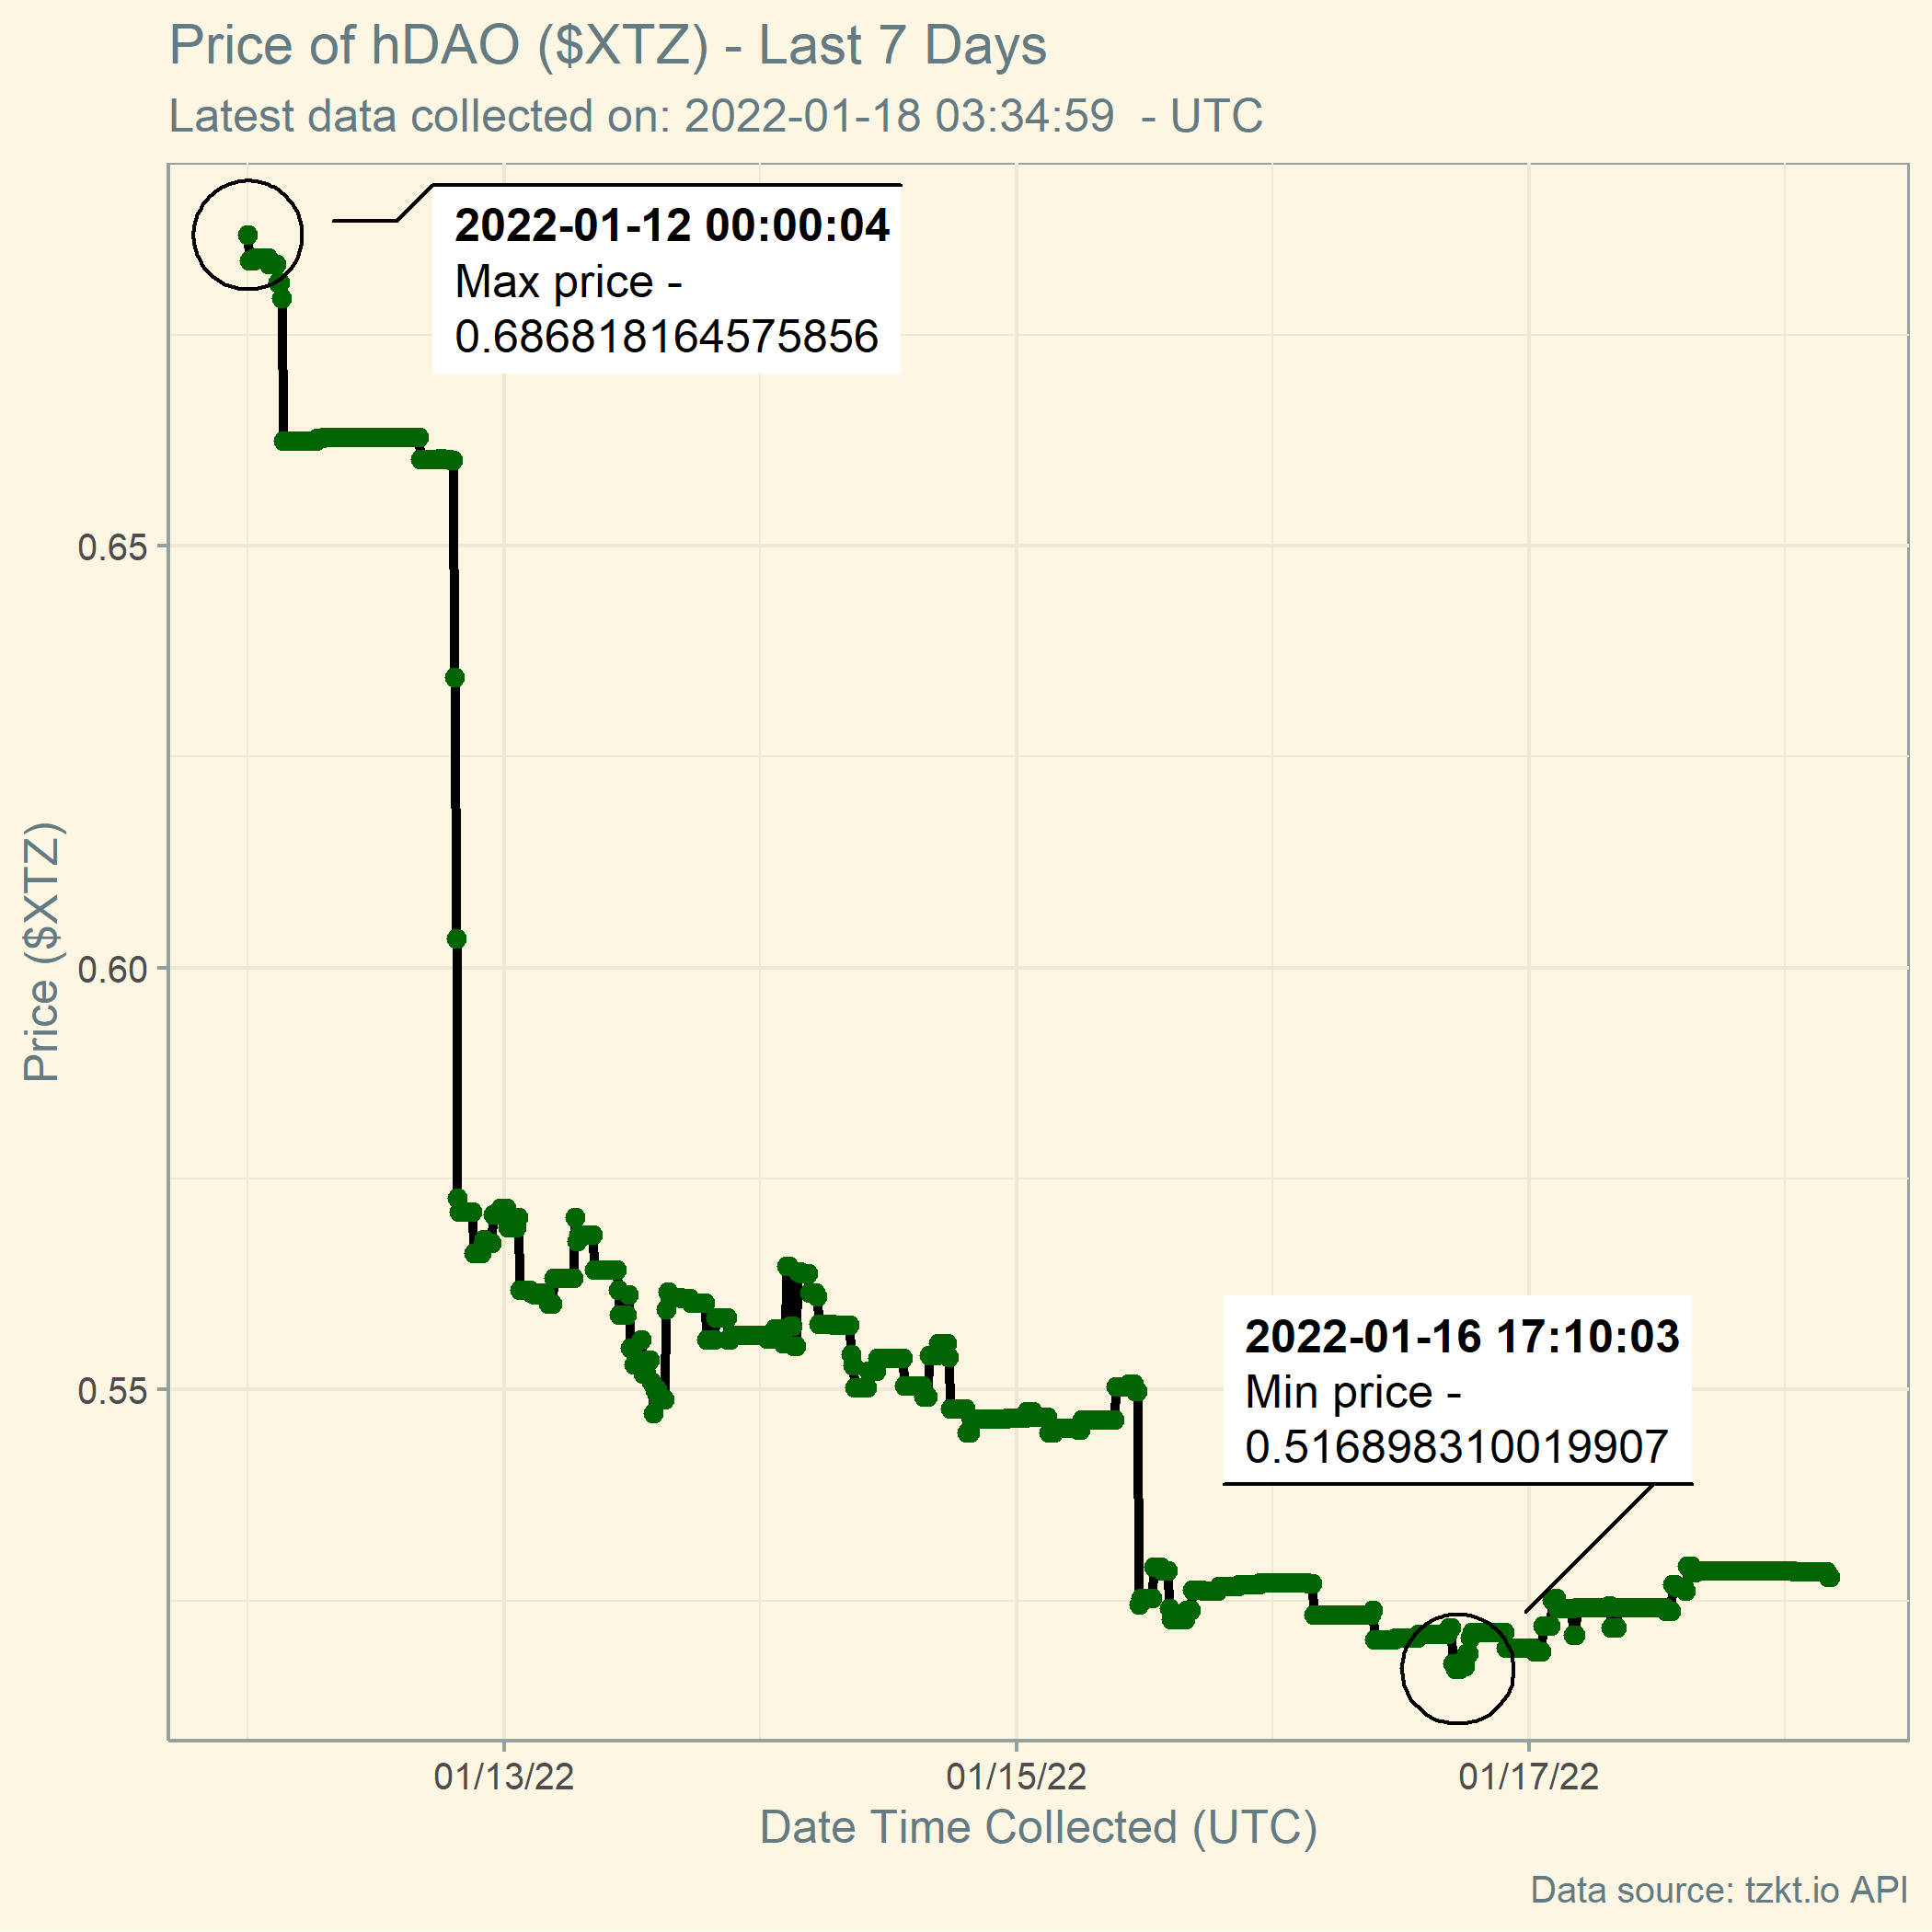 Price of hDAO ($XTZ) - Last 7 Days
Latest data collected on: 2022-01-18 03:34:59  - UTC
2022-01-12 00:00:04
Max price -
0.686818164575856
0.65
0.60
0.55
Price ($XTZ)
2022-01-16 17:10:03
Min price -
0.516898310019907
01/13/22
01/15/22
01/17/22
Date Time Collected (UTC)
Data source: tzkt.io API